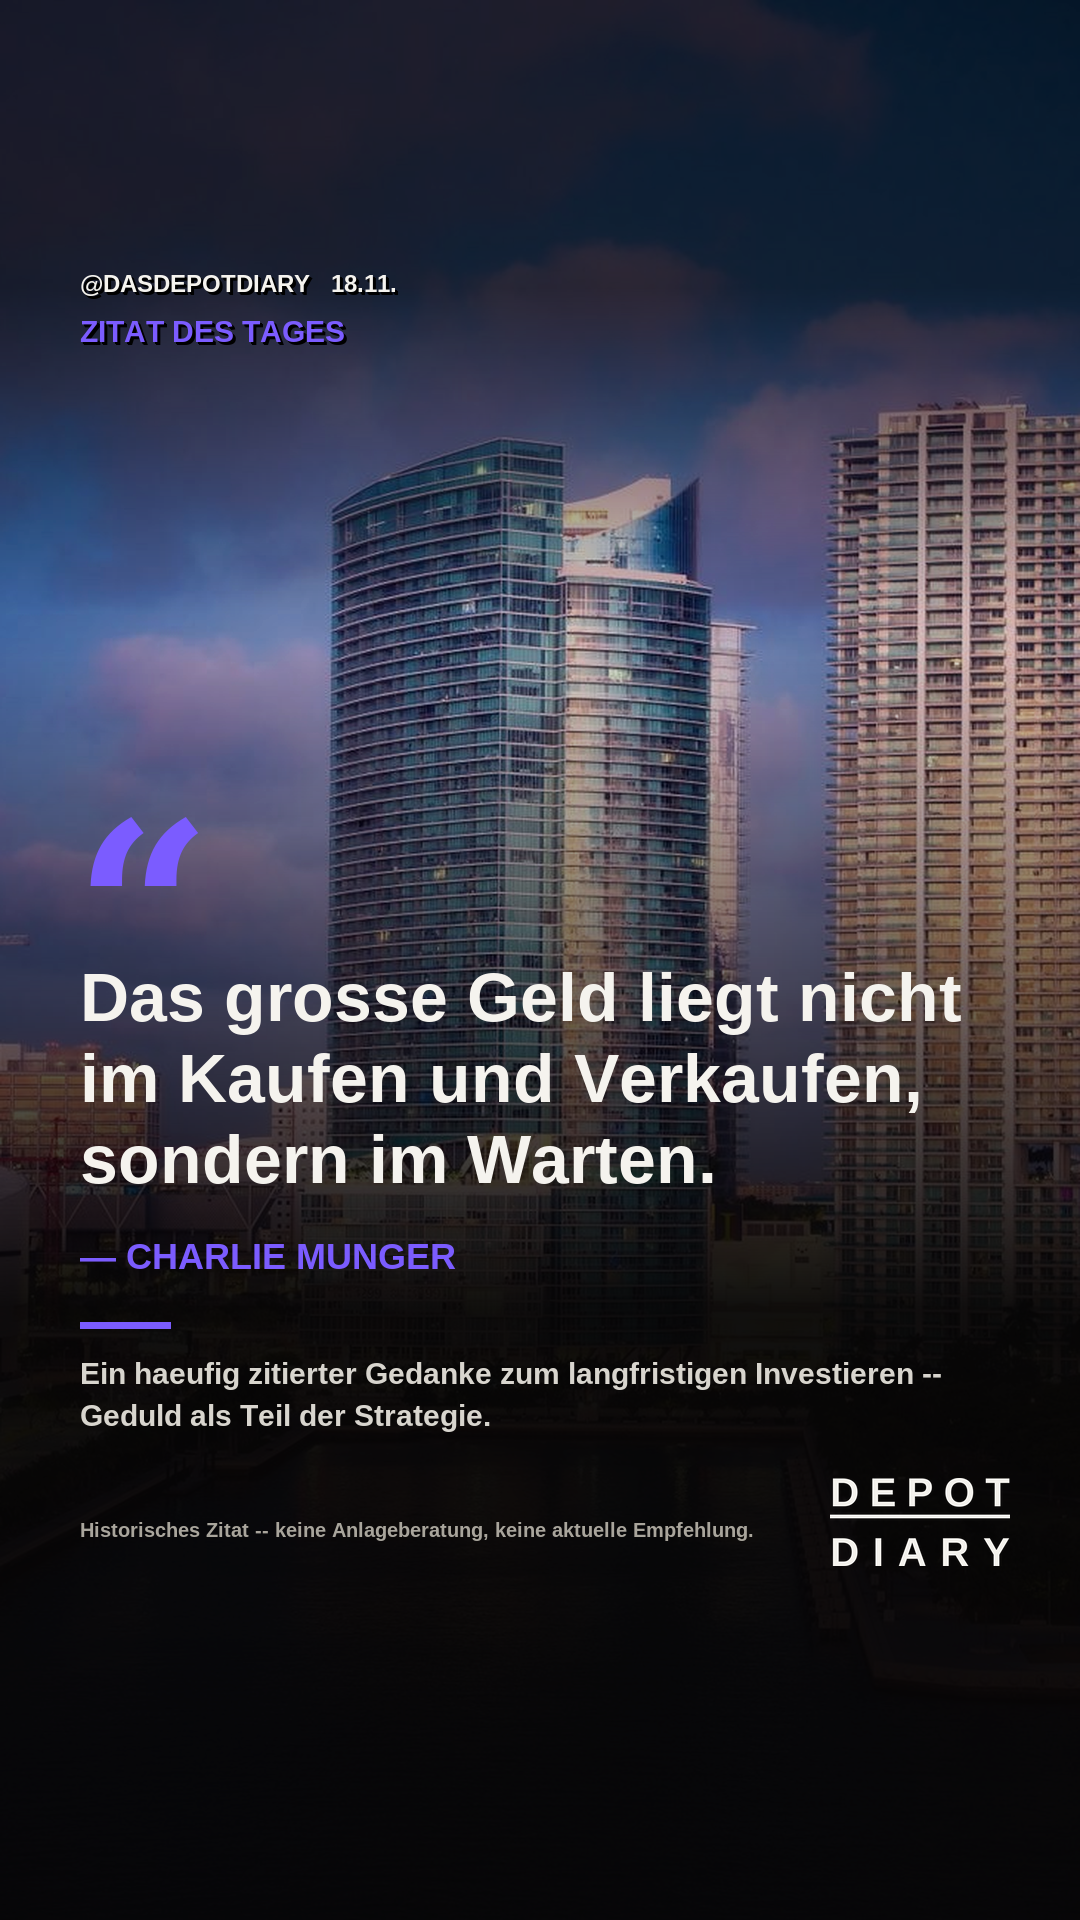 @DASDEPOTDIARY 18.11.
ZITAT DES TAGES
“
Das grosse Geld liegt nicht
im Kaufen und Verkaufen,
sondern im Warten.
— CHARLIE MUNGER
Ein haeufig zitierter Gedanke zum langfristigen Investieren --
Geduld als Teil der Strategie.
Historisches Zitat -- keine Anlageberatung, keine aktuelle Empfehlung.
DEPOT
DIARY